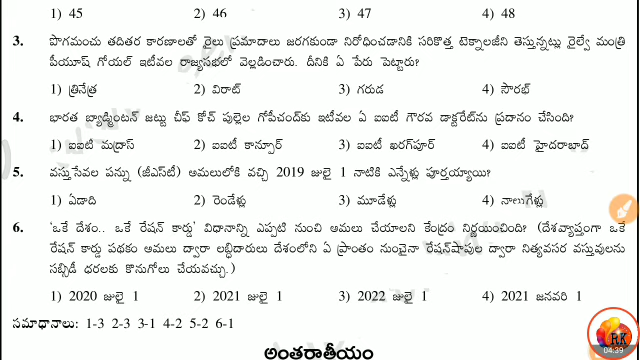 1) 45 2) 46 3) 47 4) 48
3. పొగమంచు తదితర కారణాలతో రైలు ప్రమాదాలు జరగకుండా నిరోధించడానికి సరికొత్త టెక్నాలజీని తెస్తున్నట్లు రైల్వే మంత్రి
పీయూష్ గోయల్ ఇటీవల రాజ్యసభలో వెల్లడించారు. దీనికి ఏ పేరు పెట్టారు?
1) త్రినేత్ర 2) విరాట్ 3) గరుడ 4) సౌరభ్
4. భారత బ్యాడ్మింటన్ జట్టు చీఫ్ కోచ్ పుల్లెల గోపీచంద్‌కు ఇటీవల ఏ ఐఐటీ గౌరవ డాక్టరేట్‌ను ప్రదానం చేసింది?
1) ఐఐటీ మద్రాస్ 2) ఐఐటీ కాన్పూర్ 3) ఐఐటీ ఖరగ్‌పూర్ 4) ఐఐటీ హైదరాబాద్
5. వస్తుసేవల పన్ను (జీఎస్‌టీ) అమలులోకి వచ్చి 2019 జులై 1 నాటికి ఎన్నేళ్లు పూర్తయ్యాయి?
1) ఏడాది 2) రెండేళ్లు 3) మూడేళ్లు 4) నాలుగేళ్లు
6. 'ఒకే దేశం.. ఒకే రేషన్ కార్డు' విధానాన్ని ఎప్పటి నుంచి అమలు చేయాలని కేంద్రం నిర్ణయించింది? (దేశవ్యాప్తంగా ఒకే
రేషన్ కార్డు పథకం అమలు ద్వారా లబ్ధిదారులు దేశంలోని ఏ ప్రాంతం నుంచైనా రేషన్‌షాపుల ద్వారా నిత్యవసర వస్తువులను
సబ్సిడీ ధరలకు కొనుగోలు చేయవచ్చు.)
1) 2020 జులై 1 2) 2021 జులై 1 3) 2022 జులై 1 4) 2021 జనవరి 1
సమాధానాలు: 1-3 2-3 3-1 4-2 5-2 6-1
RK
04:39
అంతర్జాతీయం